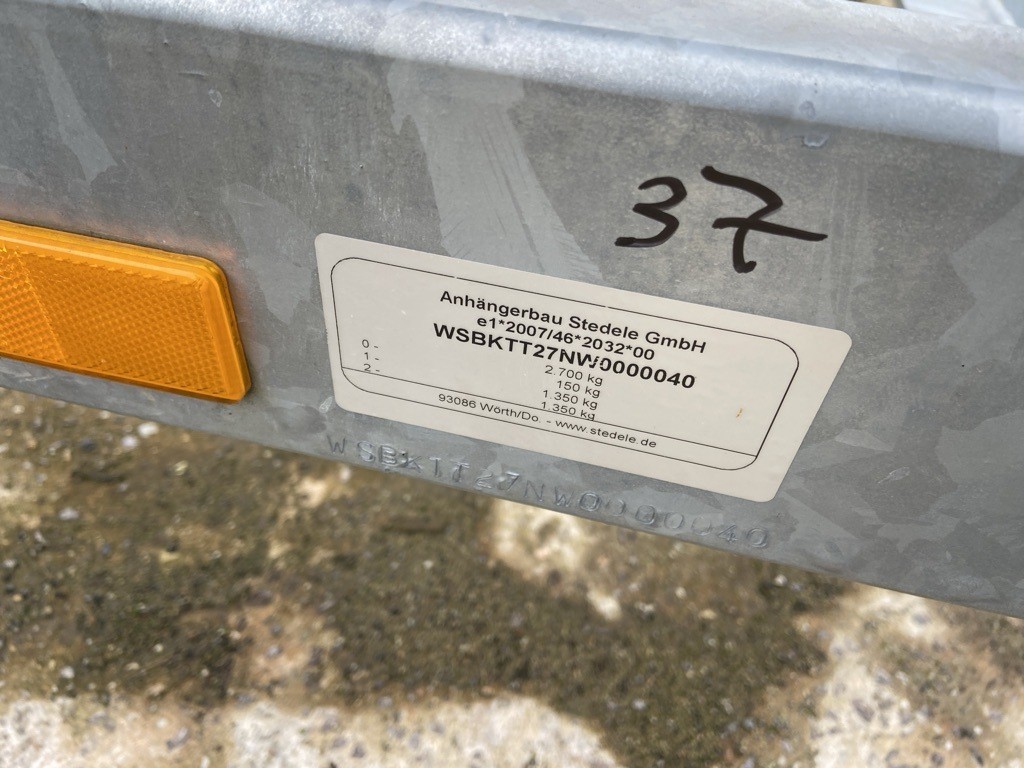 37
Anhängerbau Stedele GmbH
e1*2007/46*2032*00
WSBKTT27NW0000040
2.700 kg
0- 150 kg
1- 1.350 kg
2- 1.350 kg
93086 Wörth/Do. - www.stedele.de
WSBKTT27NW0000040